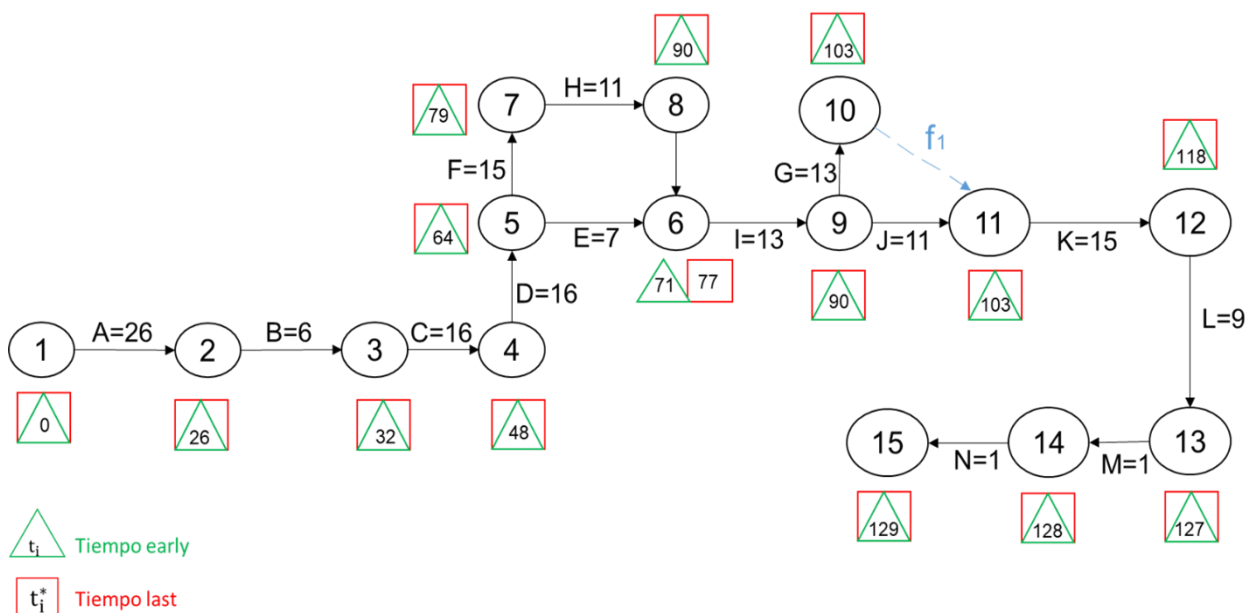 90
103
7
H=11
8
10
79
f₁
118
F=15
G=13
64
5
E=7
6
I=13
9
J=11
11
K=15
12
71
77
90
103
D=16
L=9
1
A=26
2
B=6
3
C=16
4
0
26
32
48
15
N=1
14
M=1
13
129
128
127
tᵢ Tiempo early
tᵢ* Tiempo last